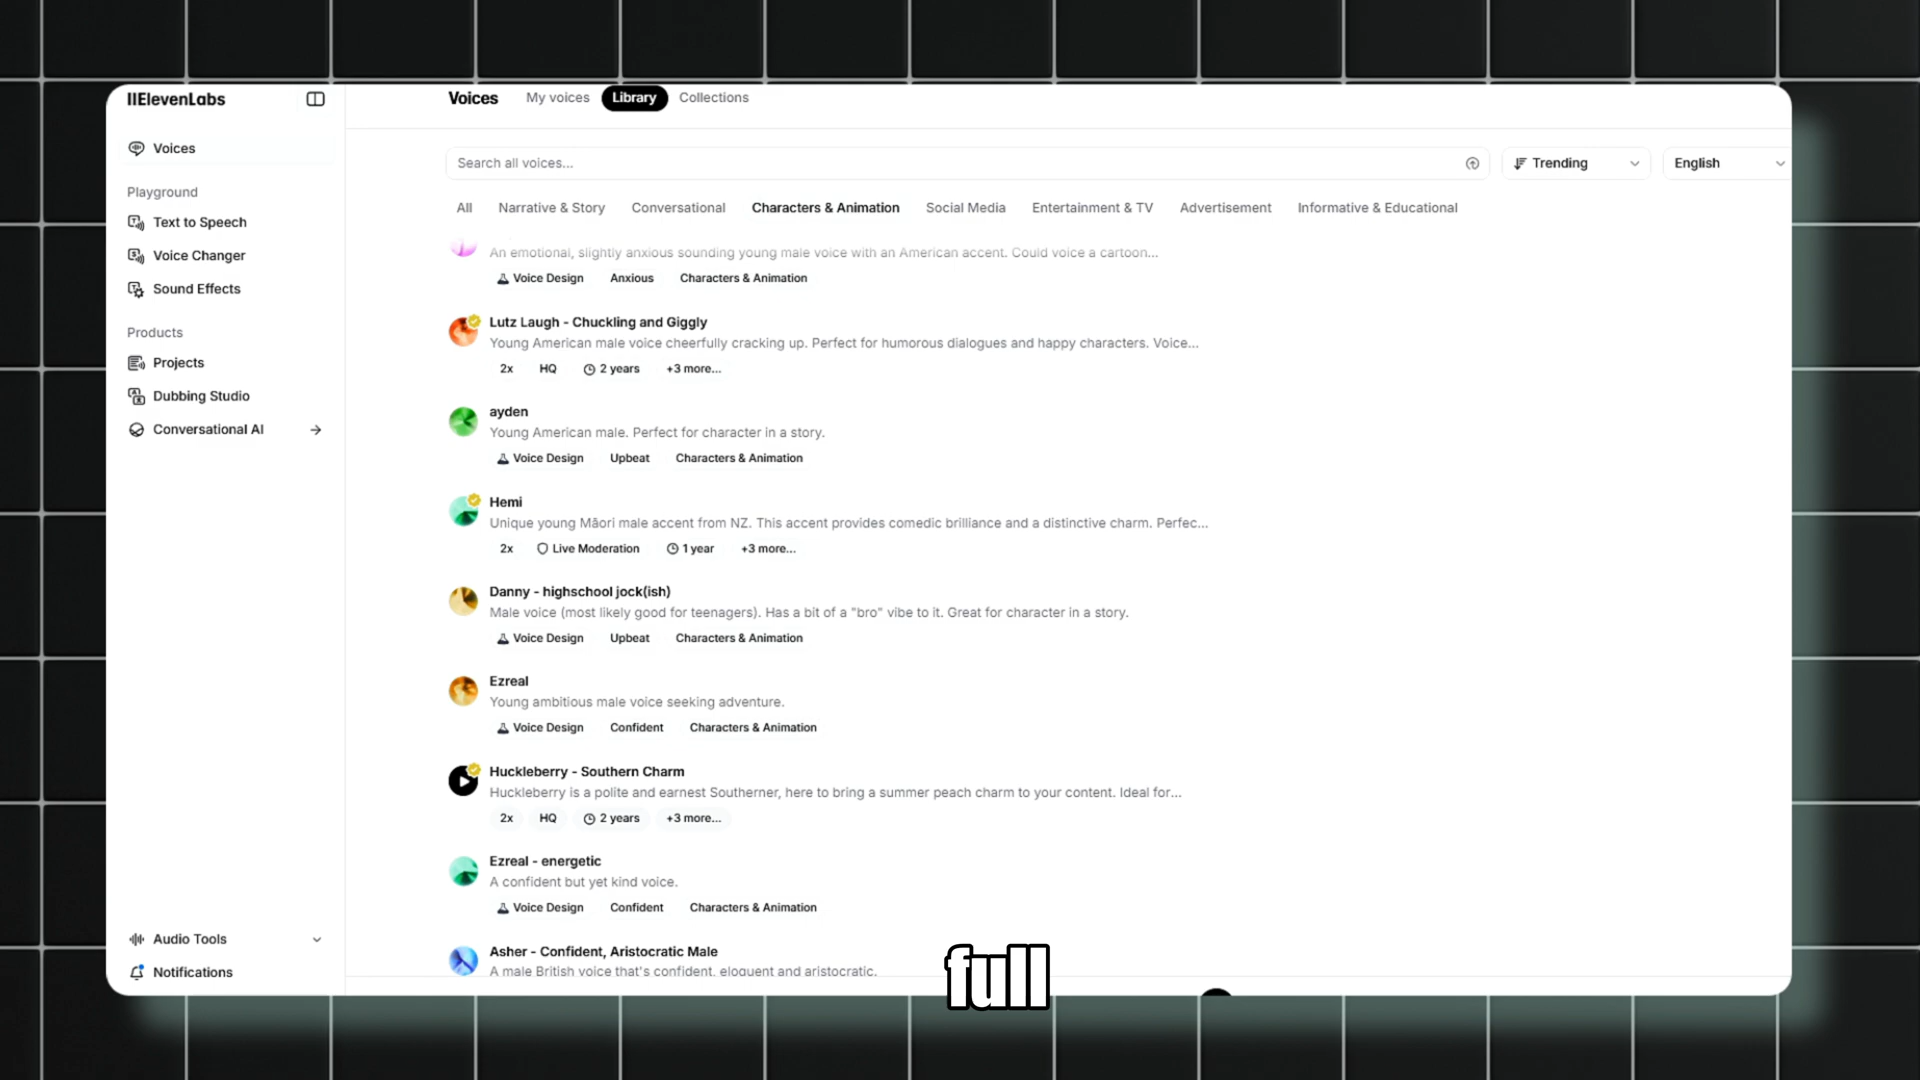 IIElevenLabs
Voices
Playground
Text to Speech
Voice Changer
Sound Effects
Products
Projects
Dubbing Studio
Conversational AI
Audio Tools
Notifications
Voices My voices Library Collections
Search all voices... Trending English
All Narrative & Story Conversational Characters & Animation Social Media Entertainment & TV Advertisement Informative & Educational
An emotional, slightly anxious sounding young male voice with an American accent. Could voice a cartoon...
Voice Design Anxious Characters & Animation
Lutz Laugh - Chuckling and Giggly
Young American male voice cheerfully cracking up. Perfect for humorous dialogues and happy characters. Voice...
2x HQ 2 years +3 more...
ayden
Young American male. Perfect for character in a story.
Voice Design Upbeat Characters & Animation
Hemi
Unique young Māori male accent from NZ. This accent provides comedic brilliance and a distinctive charm. Perfec...
2x Live Moderation 1 year +3 more...
Danny - highschool jock(ish)
Male voice (most likely good for teenagers). Has a bit of a "bro" vibe to it. Great for character in a story.
Voice Design Upbeat Characters & Animation
Ezreal
Young ambitious male voice seeking adventure.
Voice Design Confident Characters & Animation
Huckleberry - Southern Charm
Huckleberry is a polite and earnest Southerner, here to bring a summer peach charm to your content. Ideal for...
2x HQ 2 years +3 more...
Ezreal - energetic
A confident but yet kind voice.
Voice Design Confident Characters & Animation
Asher - Confident, Aristocratic Male
A male British voice that's confident, eloquent and aristocratic.
full